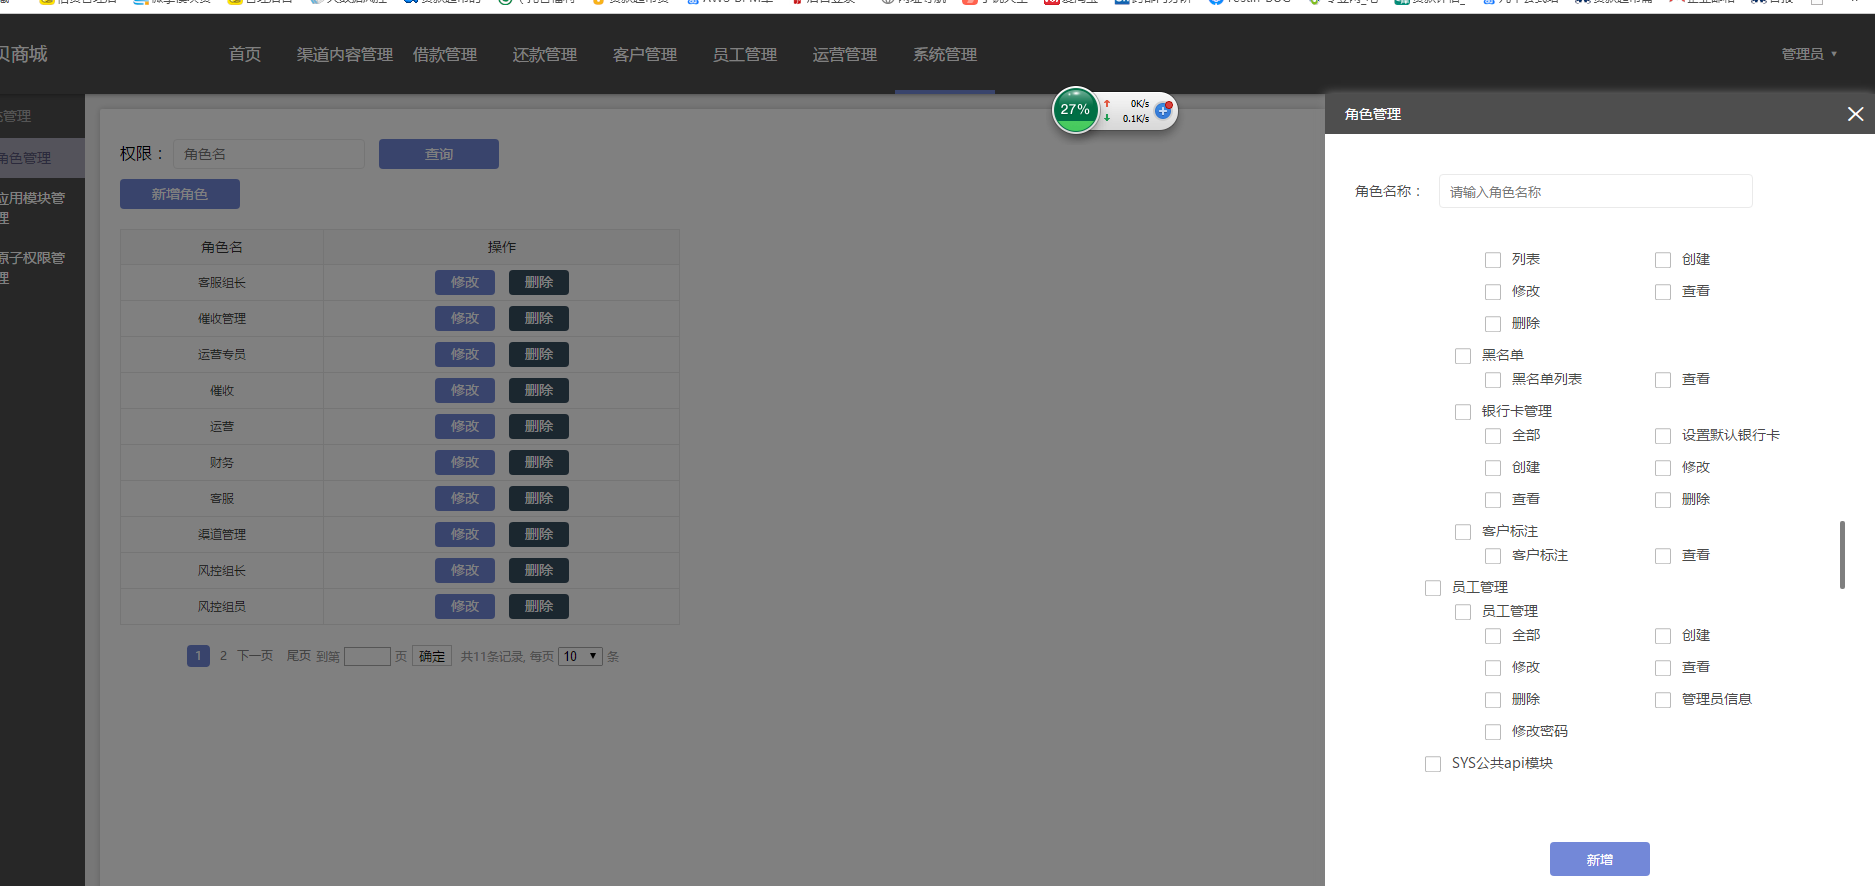 贝商城
首页 渠道内容管理 借款管理 还款管理 客户管理 员工管理 运营管理 系统管理
管理员
管理
角色管理
应用模块管
理
原子权限管
理
27%
0K/s
0.1K/s
权限： 角色名 查询
新增角色
角色名 操作
客服组长 修改 删除
催收管理 修改 删除
运营专员 修改 删除
催收 修改 删除
运营 修改 删除
财务 修改 删除
客服 修改 删除
渠道管理 修改 删除
风控组长 修改 删除
风控组员 修改 删除
1 2 下一页 尾页 到第 页 确定 共11条记录, 每页 10 条
角色管理
角色名称： 请输入角色名称
列表 创建
修改 查看
删除
黑名单
黑名单列表 查看
银行卡管理
全部 设置默认银行卡
创建 修改
查看 删除
客户标注
客户标注 查看
员工管理
员工管理
全部 创建
修改 查看
删除 管理员信息
修改密码
SYS公共api模块
新增